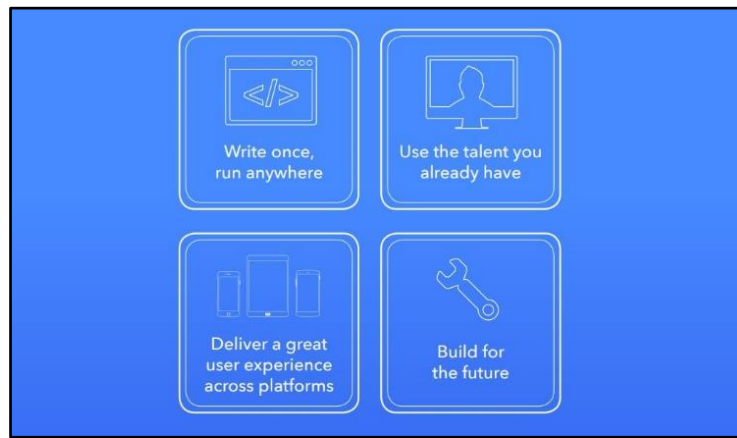 </>
Write once,
run anywhere
Use the talent you
already have
Deliver a great
user experience
across platforms
Build for
the future